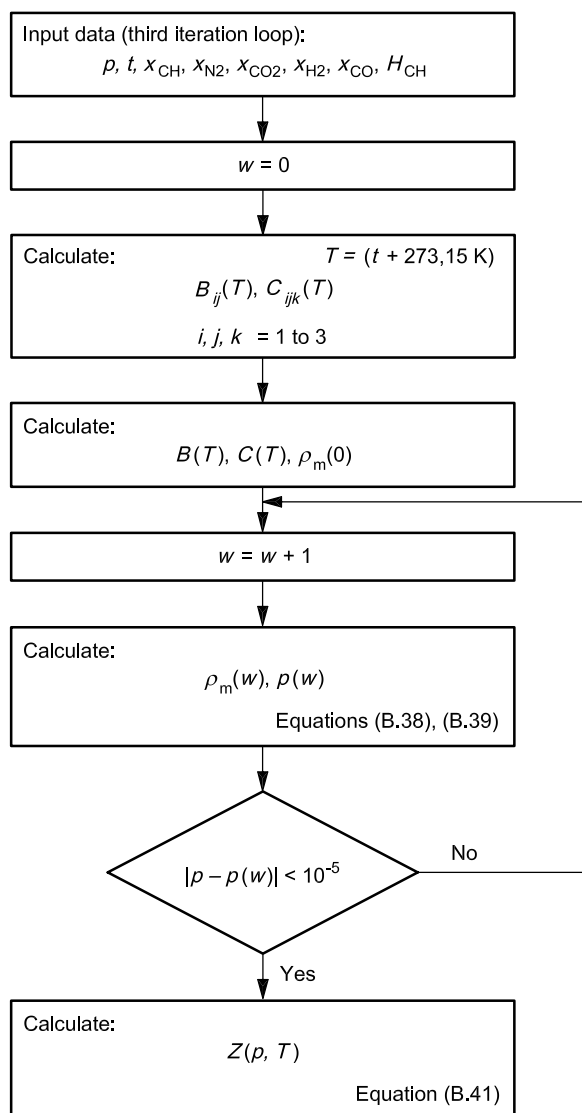 Input data (third iteration loop):
p, t, x_CH, x_N2, x_CO2, x_H2, x_CO, H_CH
w = 0
Calculate: T = (t + 273,15 K)
B_ij(T), C_ijk(T)
i, j, k = 1 to 3
Calculate:
B(T), C(T), ρ_m(0)
w = w + 1
Calculate:
ρ_m(w), p(w)
Equations (B.38), (B.39)
|p – p(w)| < 10^-5
No
Yes
Calculate:
Z(p, T)
Equation (B.41)